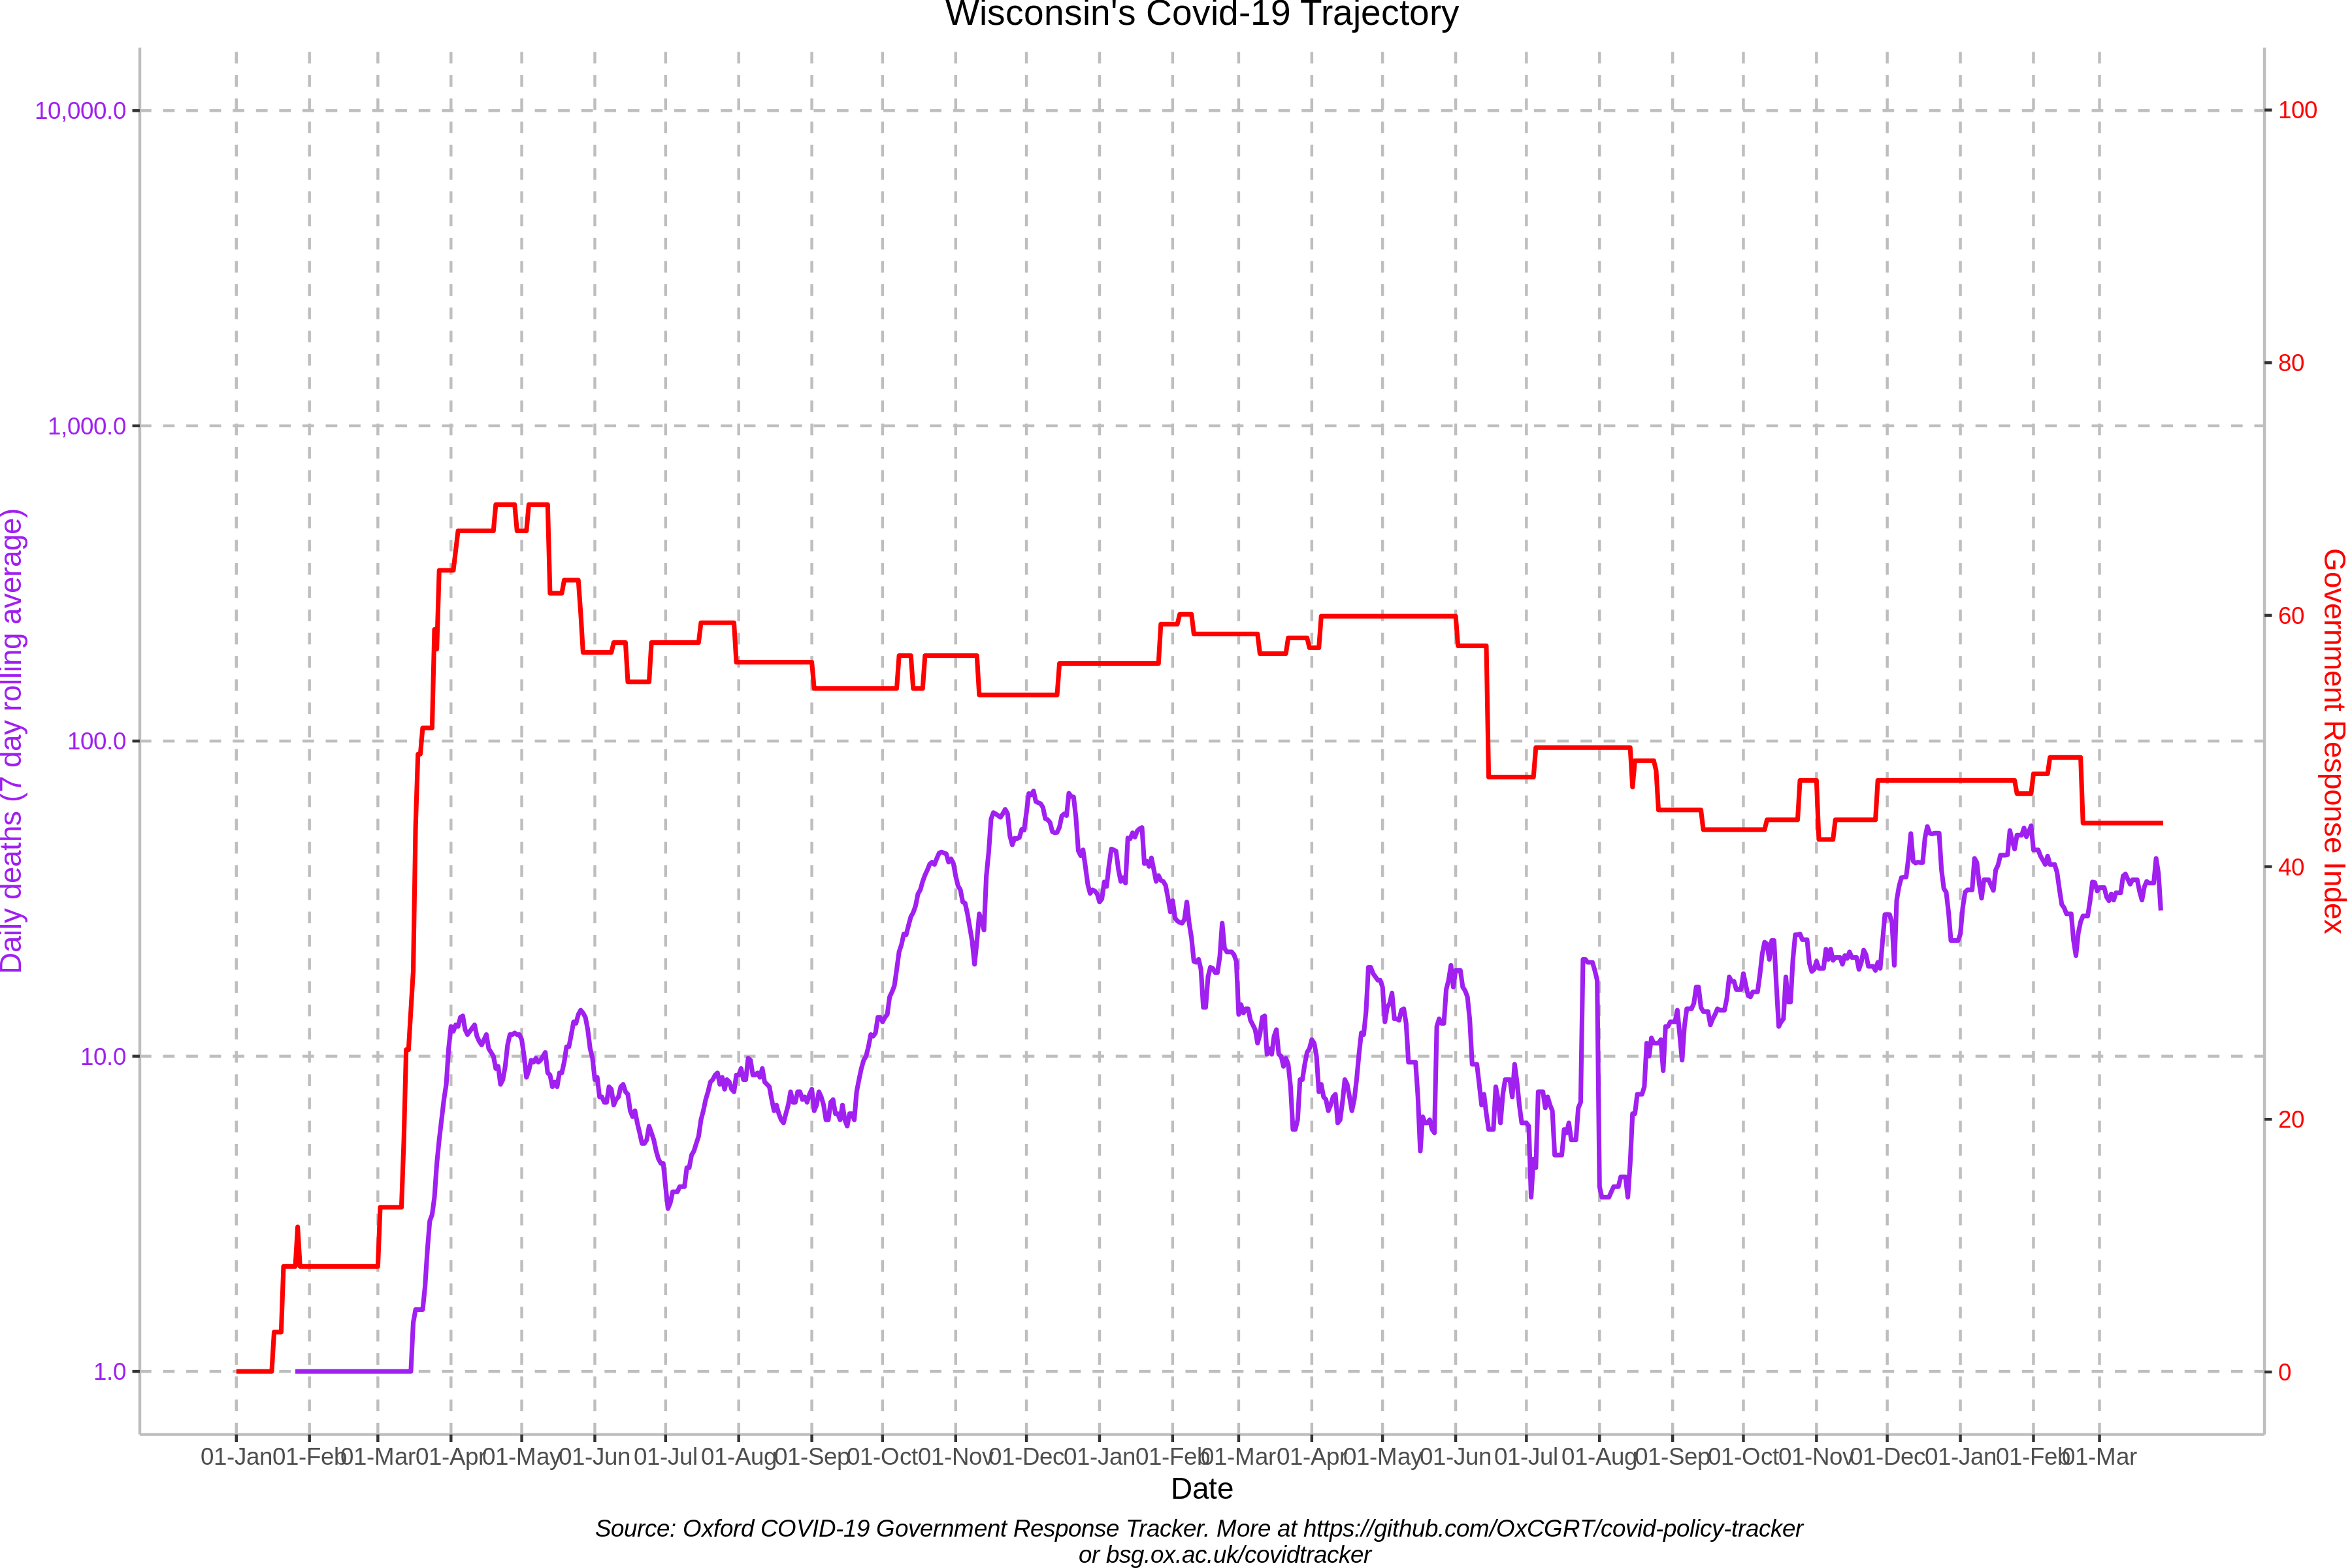 Wisconsin's Covid-19 Trajectory
10,000.0
1,000.0
100.0
10.0
1.0
Daily deaths (7 day rolling average)
100
80
60
40
20
0
Government Response Index
01-Jan 01-Feb 01-Mar 01-Apr 01-May 01-Jun 01-Jul 01-Aug 01-Sep 01-Oct 01-Nov 01-Dec 01-Jan 01-Feb 01-Mar 01-Apr 01-May 01-Jun 01-Jul 01-Aug 01-Sep 01-Oct 01-Nov 01-Dec 01-Jan 01-Feb 01-Mar
Date
Source: Oxford COVID-19 Government Response Tracker. More at https://github.com/OxCGRT/covid-policy-tracker
or bsg.ox.ac.uk/covidtracker